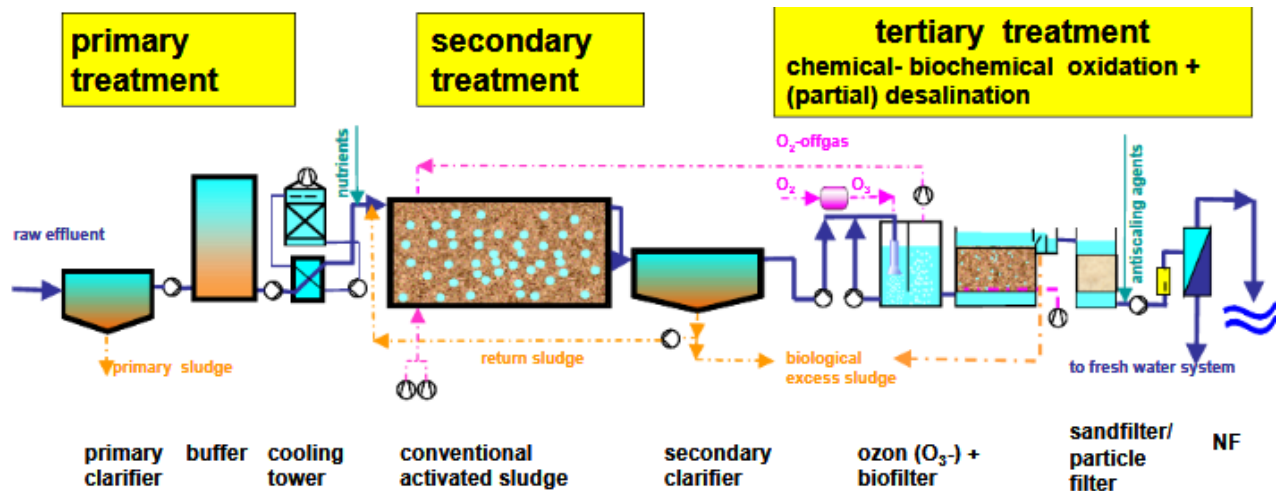 primary
treatment
secondary
treatment
tertiary treatment
chemical- biochemical oxidation +
(partial) desalination
nutrients
O₂-offgas
O₂
O₃
antiscaling agents
raw effluent
primary sludge
return sludge
biological
excess sludge
to fresh water system
primary
clarifier
buffer
cooling
tower
conventional
activated sludge
secondary
clarifier
ozon (O₃-) +
biofilter
sandfilter/
particle
filter
NF